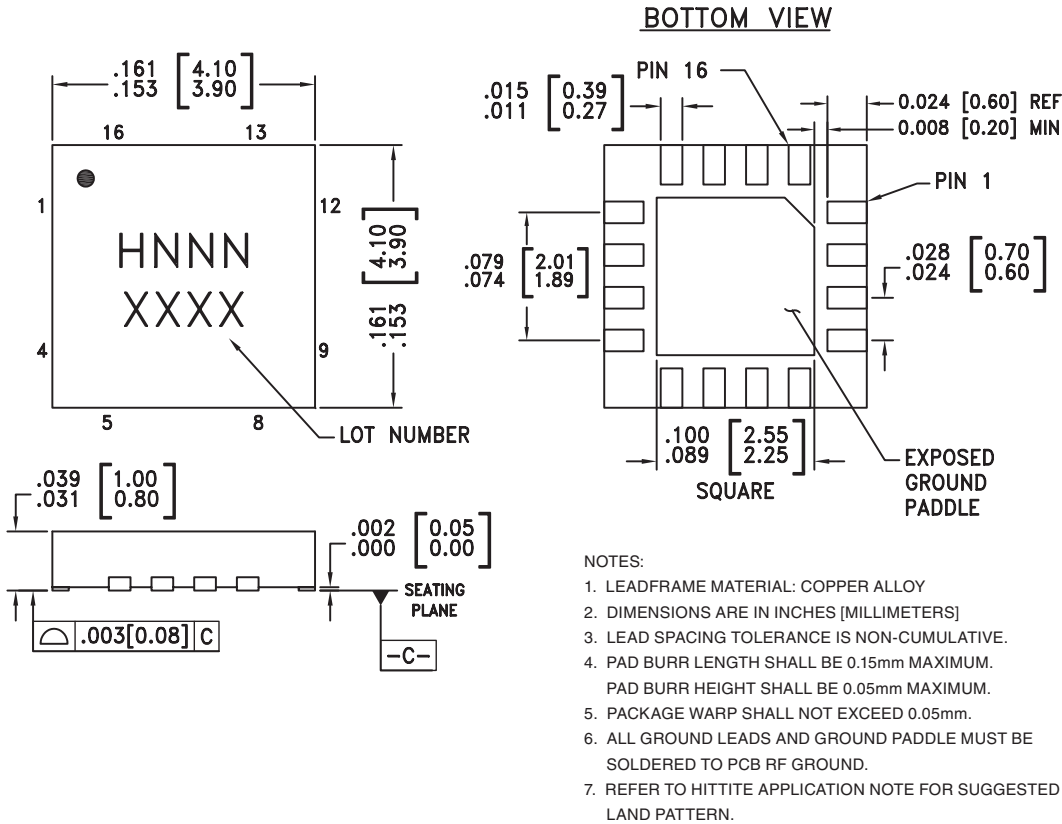 BOTTOM VIEW
.161 [4.10]
.153 [3.90]
16 13
1 12
4 9
5 8
HNNN
XXXX
.161 [4.10]
.153 [3.90]
LOT NUMBER
PIN 16
.015 [0.39]
.011 [0.27]
0.024 [0.60] REF
0.008 [0.20] MIN
PIN 1
.079 [2.01]
.074 [1.89]
.028 [0.70]
.024 [0.60]
.100 [2.55]
.089 [2.25]
SQUARE
EXPOSED
GROUND
PADDLE
.039 [1.00]
.031 [0.80]
.002 [0.05]
.000 [0.00]
SEATING
PLANE
.003[0.08] C
-C-
NOTES:
1. LEADFRAME MATERIAL: COPPER ALLOY
2. DIMENSIONS ARE IN INCHES [MILLIMETERS]
3. LEAD SPACING TOLERANCE IS NON-CUMULATIVE.
4. PAD BURR LENGTH SHALL BE 0.15mm MAXIMUM.
PAD BURR HEIGHT SHALL BE 0.05mm MAXIMUM.
5. PACKAGE WARP SHALL NOT EXCEED 0.05mm.
6. ALL GROUND LEADS AND GROUND PADDLE MUST BE
SOLDERED TO PCB RF GROUND.
7. REFER TO HITTITE APPLICATION NOTE FOR SUGGESTED
LAND PATTERN.